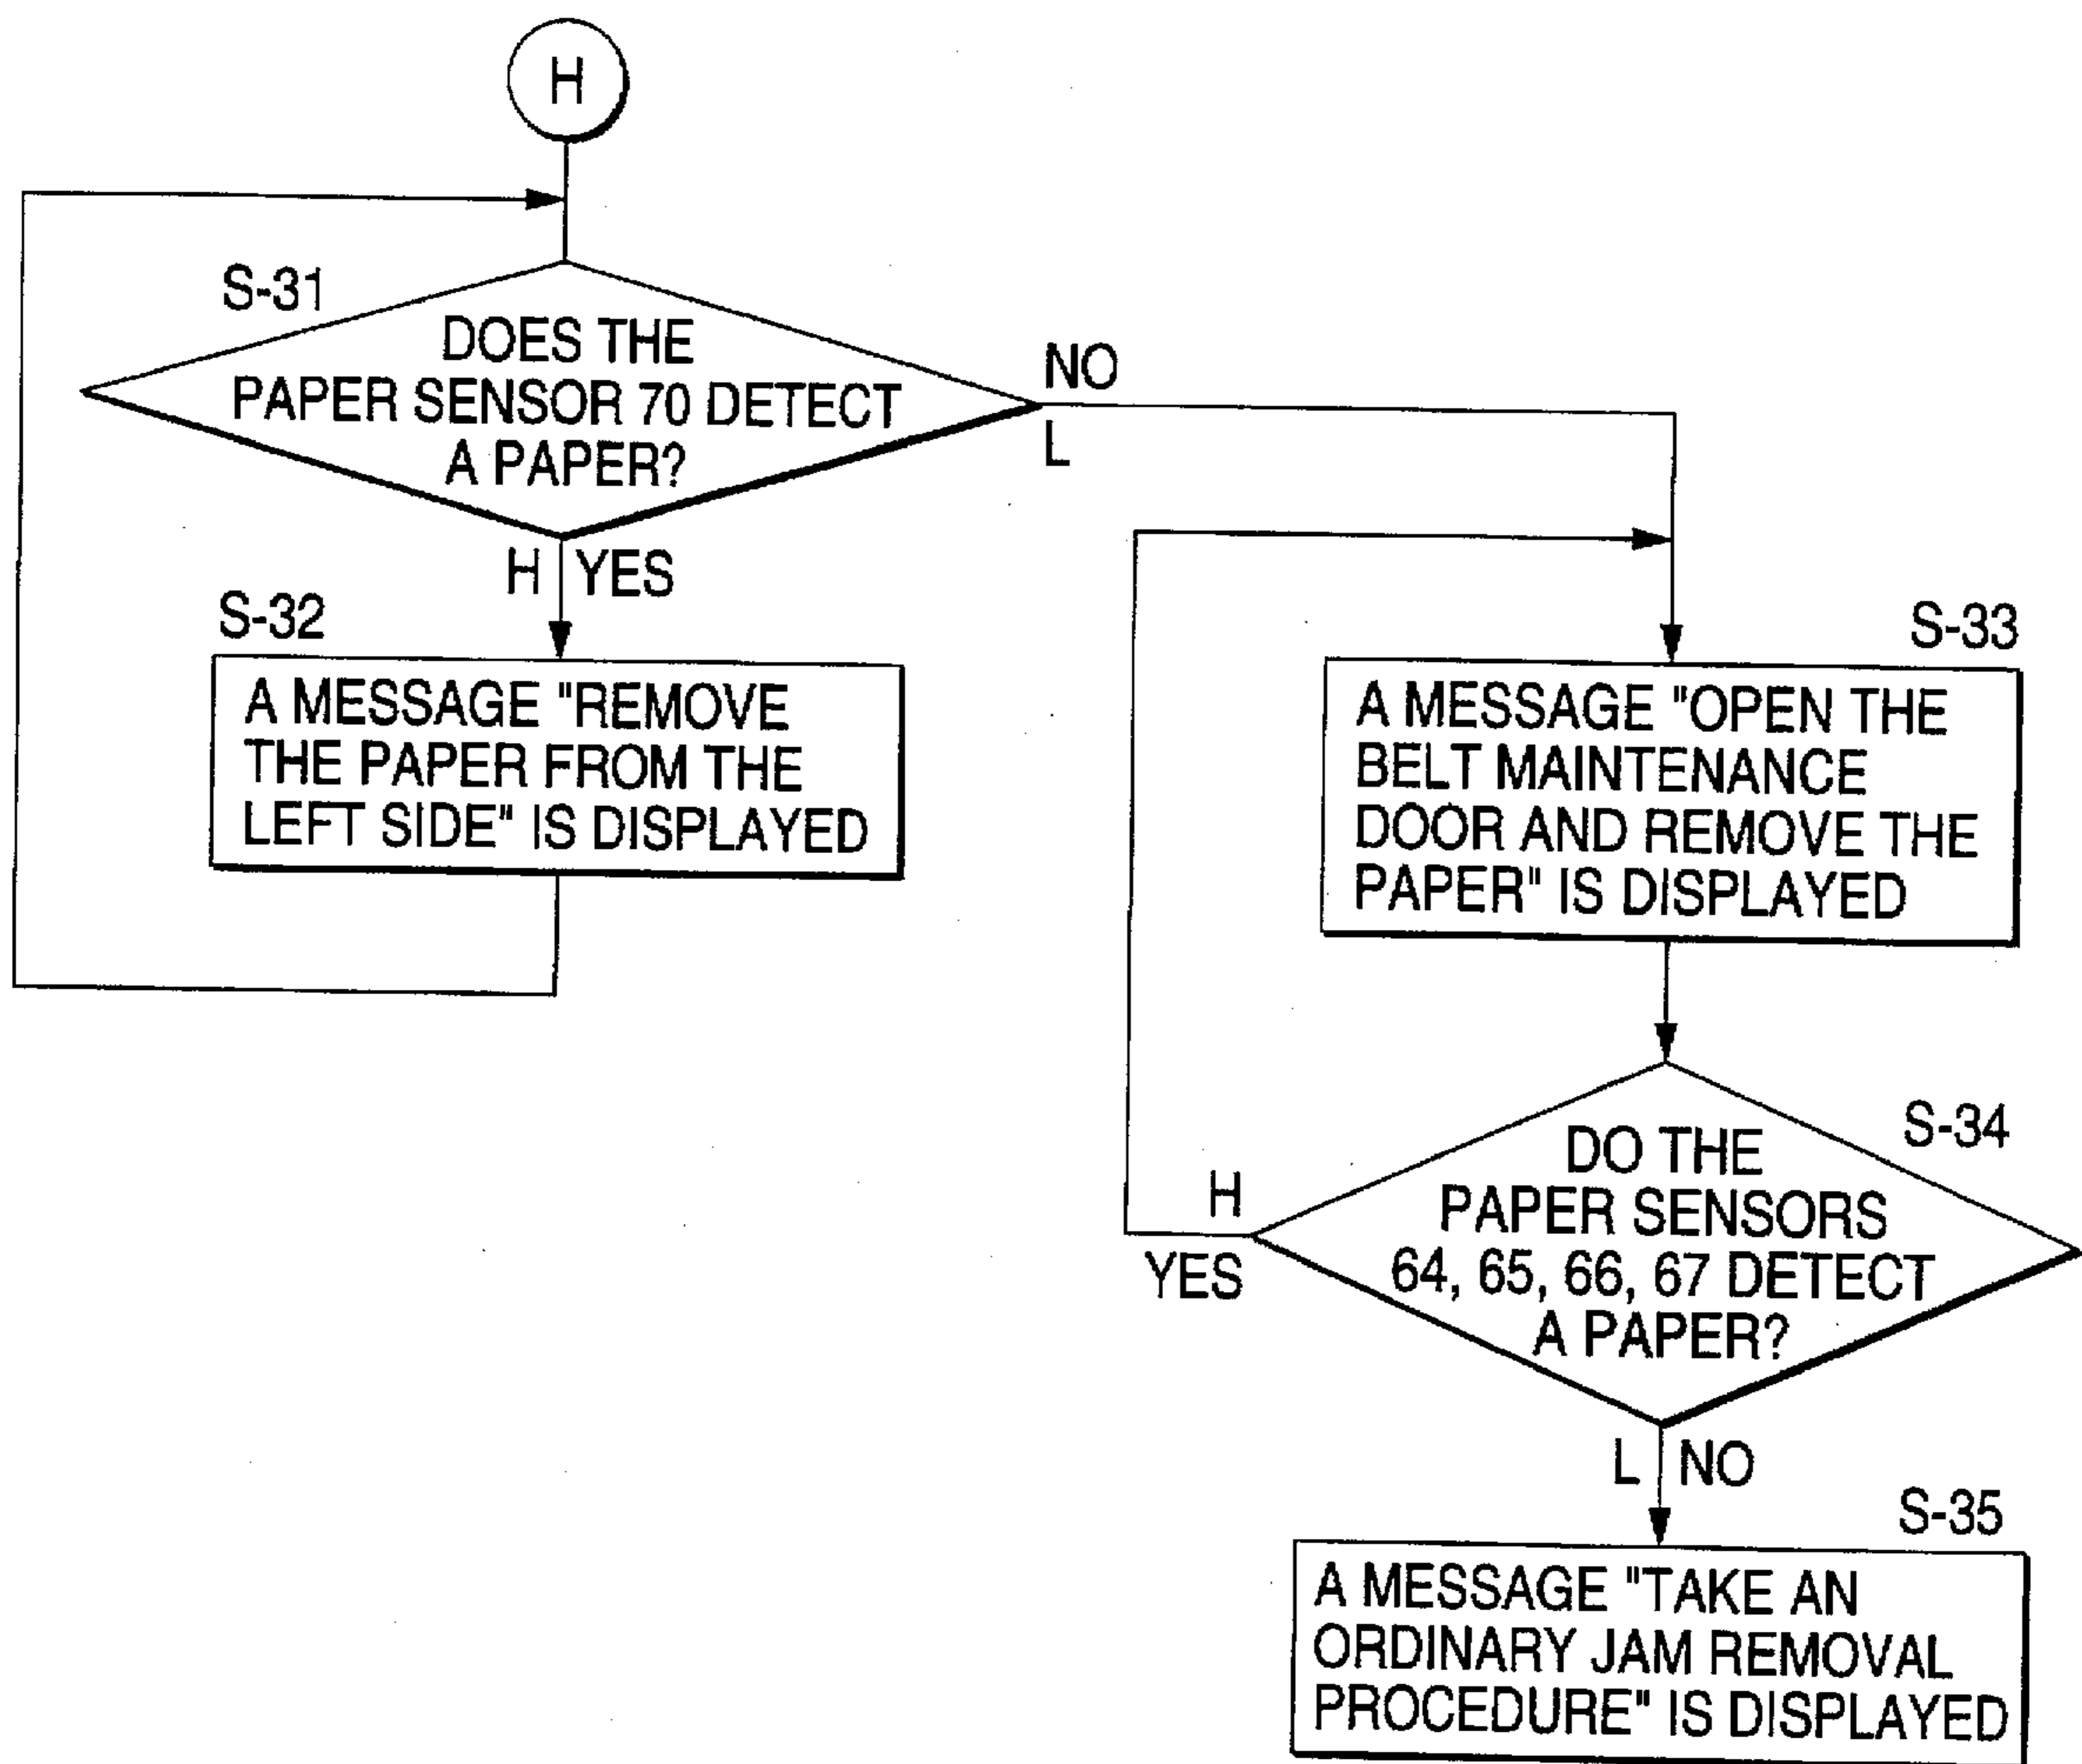 H
S-31
DOES THE
PAPER SENSOR 70 DETECT
A PAPER?
NO
L
H YES
S-32
A MESSAGE "REMOVE
THE PAPER FROM THE
LEFT SIDE" IS DISPLAYED
S-33
A MESSAGE "OPEN THE
BELT MAINTENANCE
DOOR AND REMOVE THE
PAPER" IS DISPLAYED
S-34
DO THE
PAPER SENSORS
64, 65, 66, 67 DETECT
A PAPER?
H
YES
L NO
S-35
A MESSAGE "TAKE AN
ORDINARY JAM REMOVAL
PROCEDURE" IS DISPLAYED